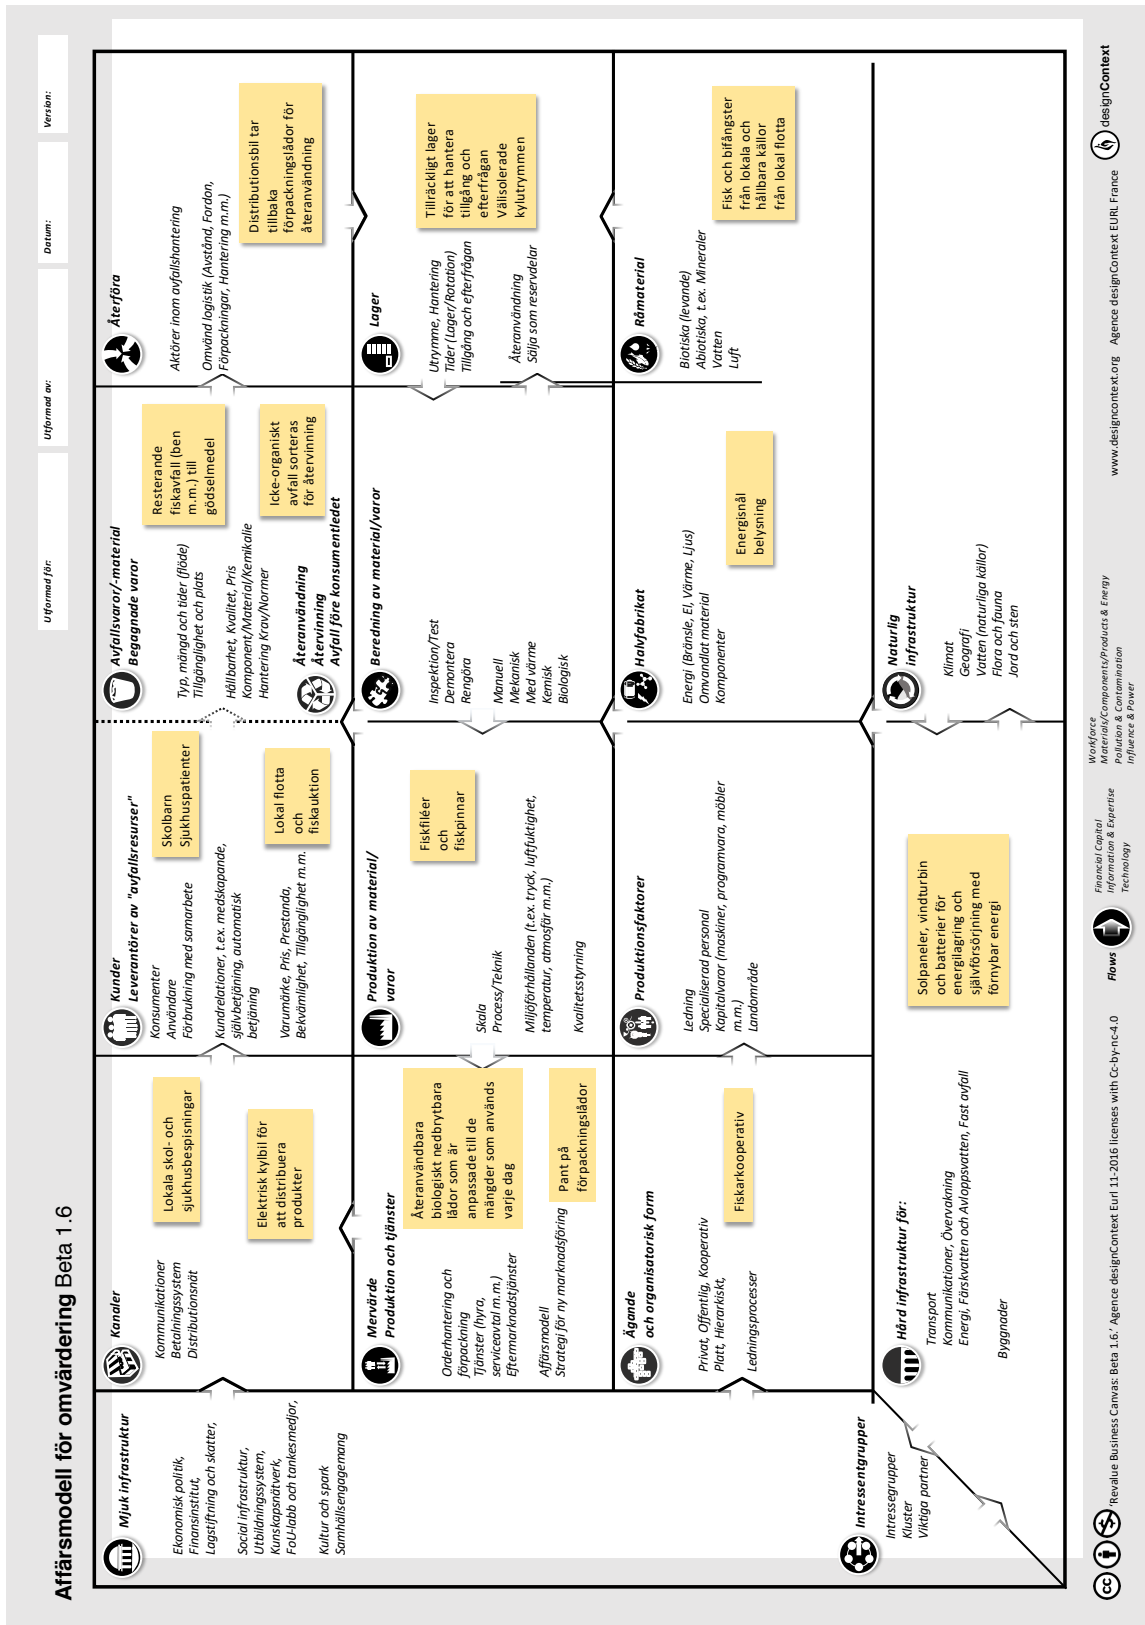 Affärsmodell för omvärdering Beta 1.6
Utformad för:
Utformad av:
Datum:
Version:
Mjuk infrastruktur
Ekonomisk politik,
Finansinstitut,
Lagstiftning och skatter,
Social infrastruktur,
Utbildningssystem,
Kunskapsnätverk,
FoU-labb och tankesmedjor,
Kultur och spark
Samhällsengagemang
Kanaler
Kommunikationer
Betalningssystem
Distributionsnät
Lokala skol- och
sjukhusbespisningar
Elektrisk kylbil för
att distribuera
produkter
Kunder
Leverantörer av "avfallsresurser"
Konsumenter
Användare
Förbrukning med samarbete
Kundrelationer, t.ex. medskapande,
självbetjäning, automatisk
betjäning
Varumärke, Pris, Prestanda,
Bekvämlighet, Tillgänglighet m.m.
Skolbarn
Sjukhuspatienter
Lokal flotta
och
fiskauktion
Avfallsvaror/-material
Begagnade varor
Typ, mängd och tider (flöde)
Tillgänglighet och plats
Hållbarhet, Kvalitet, Pris
Komponent/Material/Kemikalie
Hantering Krav/Normer
Återanvändning
Återvinning
Avfall före konsumentledet
Resterande
fiskavfall (ben
m.m.) till
gödselmedel
Icke-organiskt
avfall sorteras
för återvinning
Återföra
Aktörer inom avfallshantering
Omvänd logistik (Avstånd, Fordon,
Förpackningar, Hantering m.m.)
Distributionsbil tar
tillbaka
förpackningslådor för
återanvändning
Mervärde
Produktion och tjänster
Orderhantering och
förpackning
Tjänster (hyra,
serviceavtal m.m.)
Eftermarknadstjänster
Affärsmodell
Strategi för ny marknadsföring
Återanvändbara
biologiskt nedbrytbara
lådor som är
anpassade till de
mängder som används
varje dag
Pant på
förpackningslådor
Produktion av material/
varor
Skala
Process/Teknik
Miljöförhållanden (t.ex. tryck, luftfuktighet,
temperatur, atmosfär m.m.)
Kvalitetsstyrning
Fiskfiléer
och
fiskpinnar
Beredning av material/varor
Inspektion/Test
Demontera
Rengöra
Manuell
Mekanisk
Med värme
Kemisk
Biologisk
Lager
Utrymme, Hantering
Tider (Lager/Rotation)
Tillgång och efterfrågan
Återanvändning
Sälja som reservdelar
Tillräckligt lager
för att hantera
tillgång och
efterfrågan
Välisolerade
kylutrymmen
Ägande
och organisatorisk form
Privat, Offentlig, Kooperativ
Platt, Hierarkiskt,
Ledningsprocesser
Fiskarkooperativ
Produktionsfaktorer
Ledning
Specialiserad personal
Kapitalvaror (maskiner, programvara, möbler
m.m.)
Landområde
Halvfabrikat
Energi (Bränsle, El, Värme, Ljus)
Omvandlat material
Komponenter
Energisnål
belysning
Råmaterial
Biotiska (levande)
Abiotiska, t.ex. Mineraler
Vatten
Luft
Fisk och bifångster
från lokala och
hållbara källor
från lokal flotta
Intressentgrupper
Intressegrupper
Kluster
Viktiga partner
Hård infrastruktur för:
Transport
Kommunikationer, Övervakning
Energi, Färskvatten och Avloppsvatten, Fast avfall
Byggnader
Solpaneler, vindturbin
och batterier för
energilagring och
självförsörjning med
förnybar energi
Naturlig
infrastruktur
Klimat
Geografi
Vatten (naturliga källor)
Flora och fauna
Jord och sten
cc
'Revalue Business Canvas: Beta 1.6.' Agence designContext Eurl 11-2016 licenses with Cc-by-nc-4.0
Flows
Financial Capital
Information & Expertise
Technology
Workforce
Materials/Components/Products & Energy
Pollution & Contamination
Influence & Power
www.designcontext.org Agence designContext EURL France
designContext